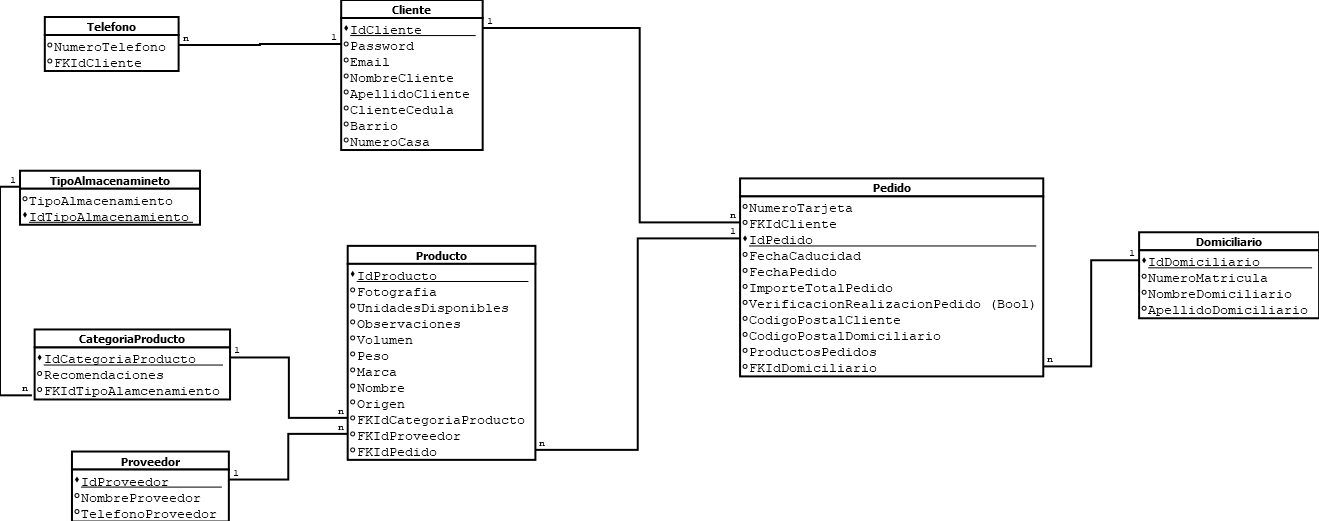 Telefono
NumeroTelefono
FKIdCliente
n
1
Cliente
IdCliente
Password
Email
NombreCliente
ApellidoCliente
ClienteCedula
Barrio
NumeroCasa
1
1
TipoAlmacenamineto
TipoAlmacenamiento
IdTipoAlmacenamiento
Pedido
NumeroTarjeta
FKIdCliente
IdPedido
FechaCaducidad
FechaPedido
ImporteTotalPedido
VerificacionRealizacionPedido (Bool)
CodigoPostalCliente
CodigoPostalDomiciliario
ProductosPedidos
FKIdDomiciliario
n
1
n
1
Domiciliario
IdDomiciliario
NumeroMatricula
NombreDomiciliario
ApellidoDomiciliario
Producto
IdProducto
Fotografia
UnidadesDisponibles
Observaciones
Volumen
Peso
Marca
Nombre
Origen
FKIdCategoriaProducto
FKIdProveedor
FKIdPedido
n
n
n
CategoriaProducto
IdCategoriaProducto
Recomendaciones
FKIdTipoAlamcenamiento
1
n
Proveedor
IdProveedor
NombreProveedor
TelefonoProveedor
1